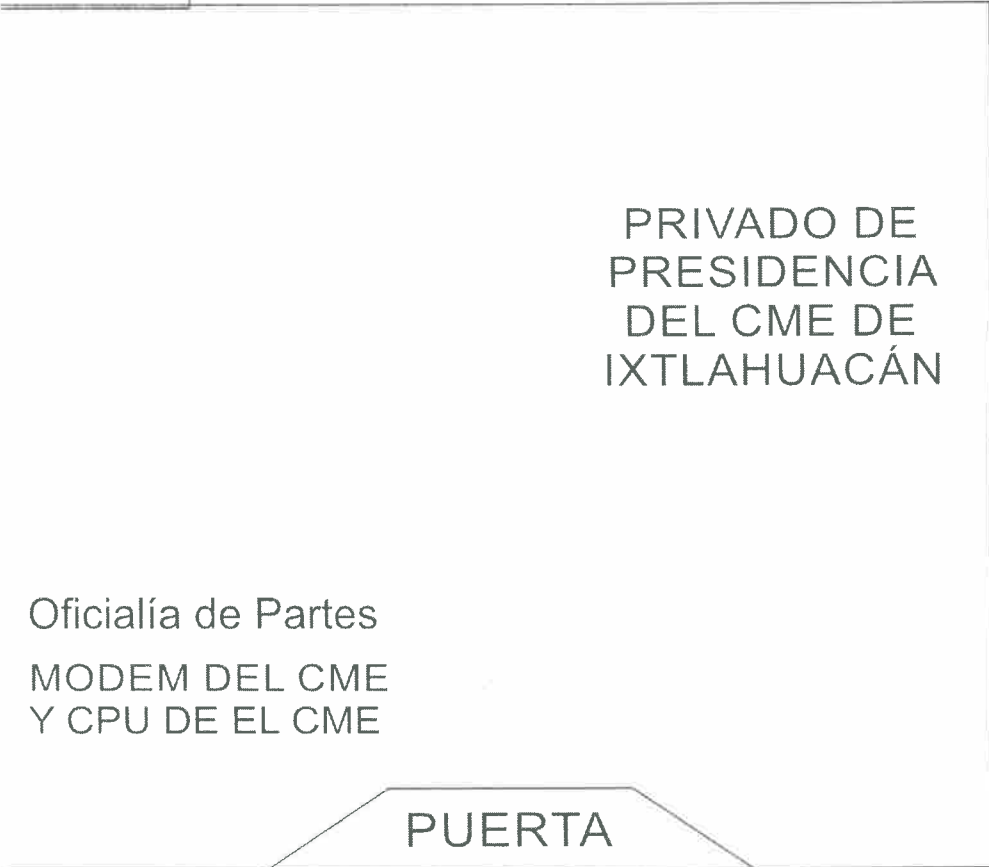 PRIVADO DE
PRESIDENCIA
DEL CME DE
IXTLAHUACÁN
Oficialía de Partes
MODEM DEL CME
Y CPU DE EL CME
PUERTA